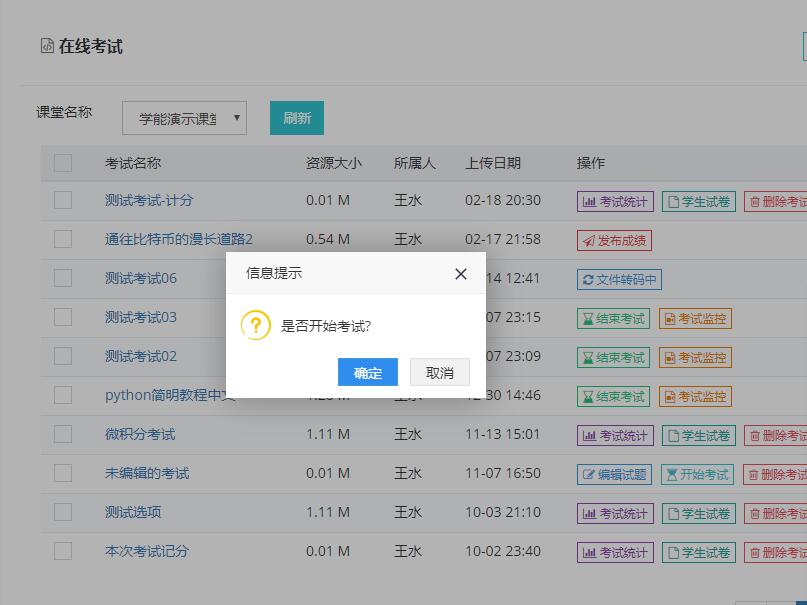 在线考试
课堂名称 学能演示课堂 刷新
考试名称 资源大小 所属人 上传日期 操作
测试考试-计分 0.01 M 王水 02-18 20:30 考试统计 学生试卷 删除考试
通往比特币的漫长道路2 0.54 M 王水 02-17 21:58 发布成绩
测试考试06 14 12:41 文件转码中
测试考试03 07 23:15 结束考试 考试监控
测试考试02 07 23:09 结束考试 考试监控
python简明教程中文 30 14:46 结束考试 考试监控
信息提示
是否开始考试?
确定 取消
微积分考试 1.11 M 王水 11-13 15:01 考试统计 学生试卷 删除考试
未编辑的考试 0.01 M 王水 11-07 16:50 编辑试题 开始考试 删除考试
测试选项 1.11 M 王水 10-03 21:10 考试统计 学生试卷 删除考试
本次考试记分 0.01 M 王水 10-02 23:40 考试统计 学生试卷 删除考试